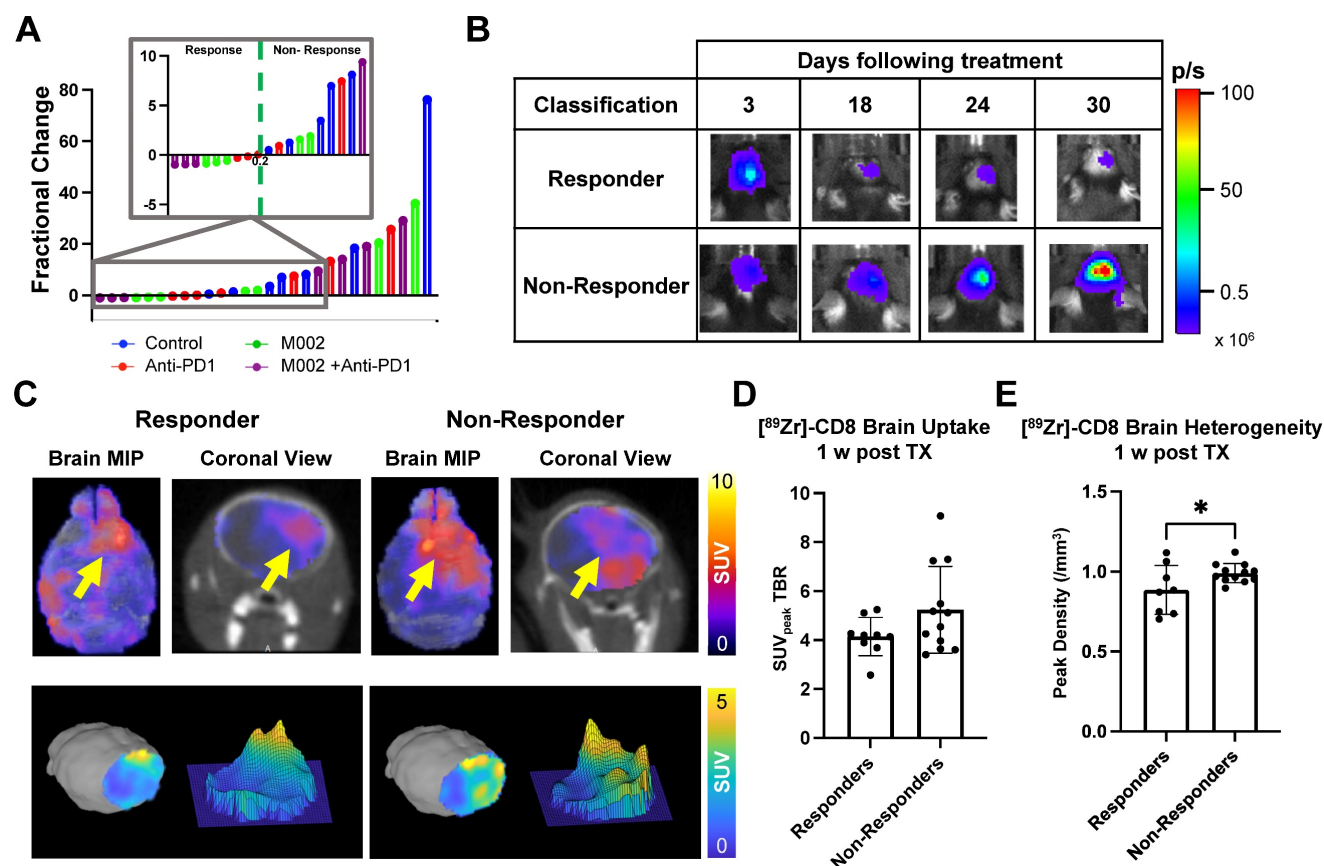 A
Response
Non- Response
10
5
0
-5
0.2
Fractional Change
80
60
40
20
0
Control
M002
Anti-PD1
M002 +Anti-PD1
B
Days following treatment
Classification
3
18
24
30
Responder
Non-Responder
p/s
100
50
0.5
x 10⁶
C
Responder
Non-Responder
Brain MIP
Coronal View
Brain MIP
Coronal View
A
A
10
SUV
0
5
SUV
0
D
[⁸⁹Zr]-CD8 Brain Uptake
1 w post TX
SUVpeak TBR
10
8
6
4
2
0
Responders
Non-Responders
E
[⁸⁹Zr]-CD8 Brain Heterogeneity
1 w post TX
Peak Density (/mm³)
1.5
1.0
0.5
0.0
*
Responders
Non-Responders